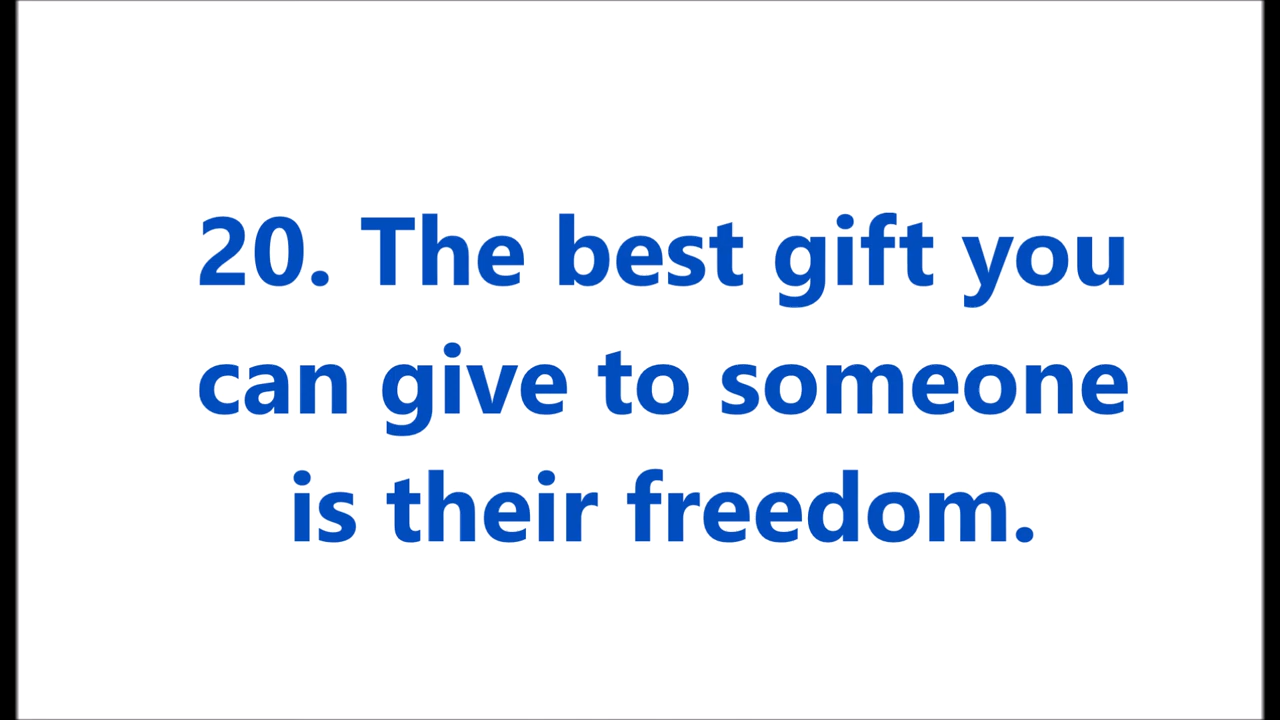 20. The best gift you
can give to someone
is their freedom.